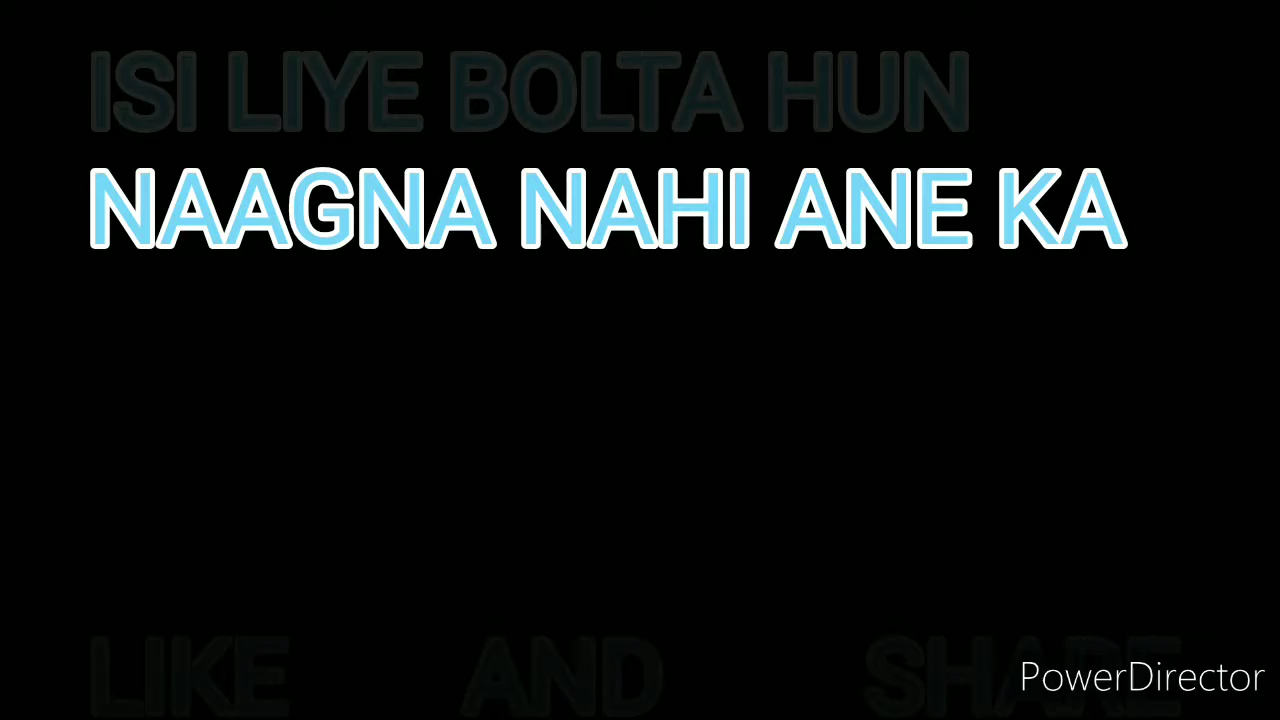 ISI LIYE BOLTA HUN
NAAGNA NAHI ANE KA
LIKE AND SHARE
PowerDirector